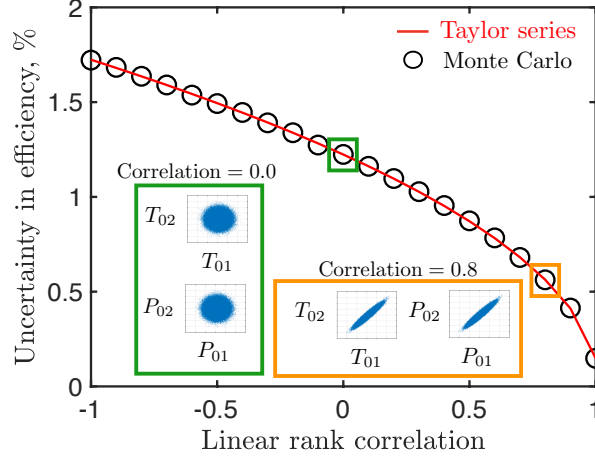 2
1.5
1
0.5
0
Uncertainty in efficiency, %
Taylor series
Monte Carlo
Correlation = 0.0
T02
T01
P02
P01
Correlation = 0.8
T02
T01
P02
P01
-1
-0.5
0
0.5
1
Linear rank correlation